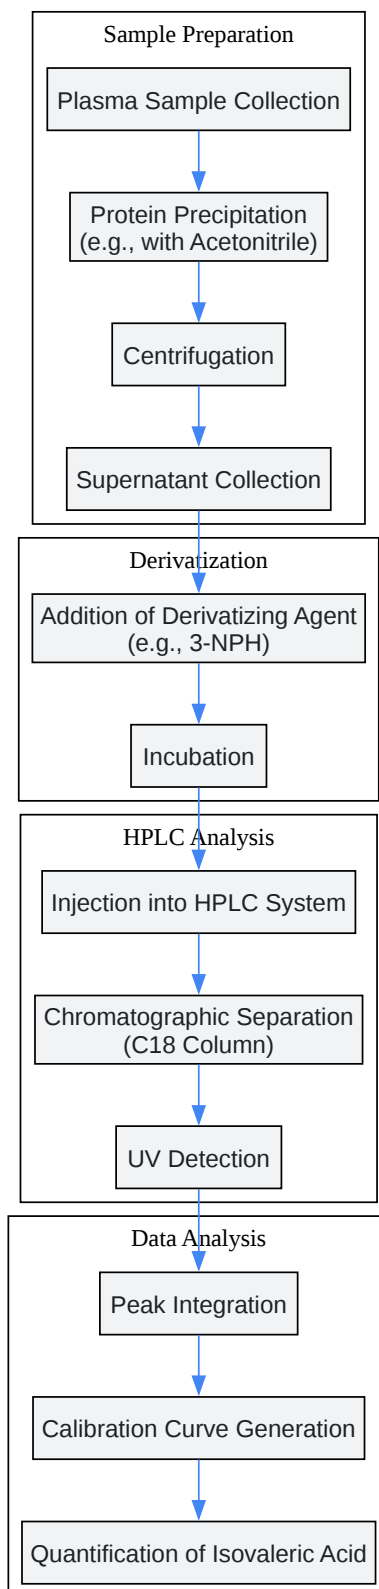 Sample Preparation
Plasma Sample Collection
Protein Precipitation
(e.g., with Acetonitrile)
Centrifugation
Supernatant Collection
Derivatization
Addition of Derivatizing Agent
(e.g., 3-NPH)
Incubation
HPLC Analysis
Injection into HPLC System
Chromatographic Separation
(C18 Column)
UV Detection
Data Analysis
Peak Integration
Calibration Curve Generation
Quantification of Isovaleric Acid